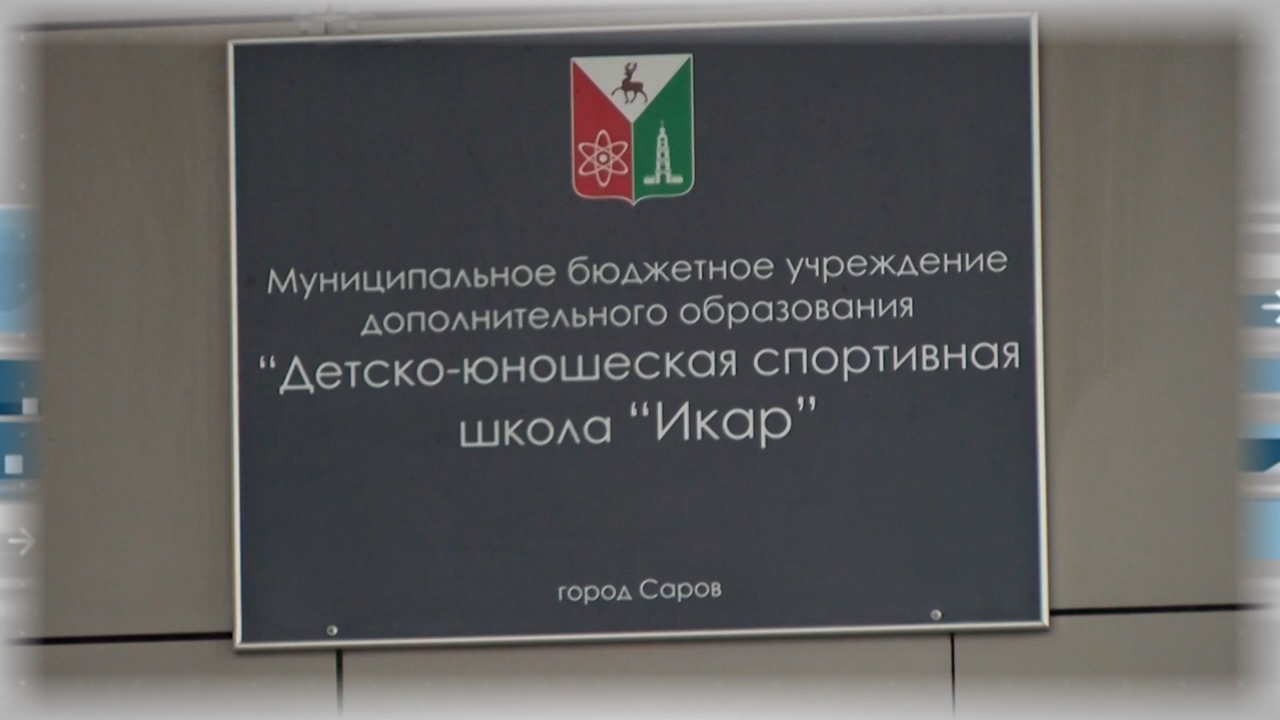 Муниципальное бюджетное учреждение
дополнительного образования
“Детско-юношеская спортивная
школа “Икар”
город Саров